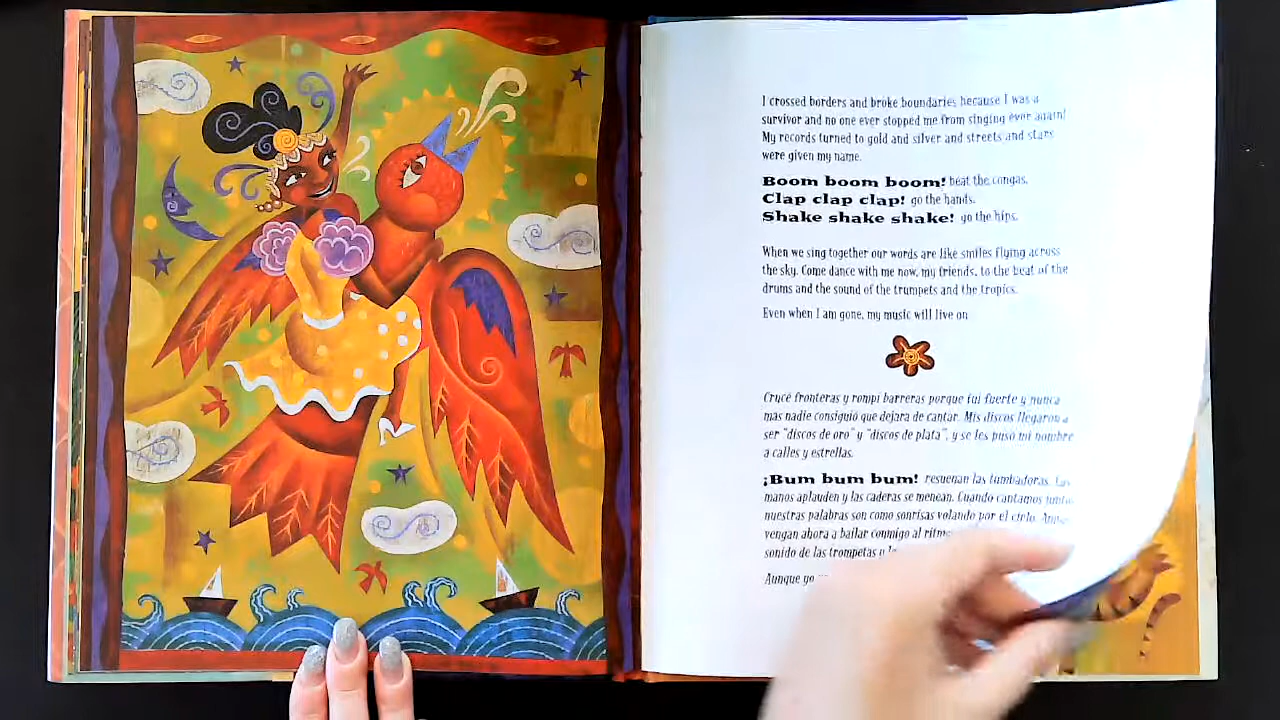 I crossed borders and broke boundaries because I was a
survivor and no one ever stopped me from singing ever again!
My records turned to gold and silver and streets and stars
were given my name.
Boom boom boom! beat the congas.
Clap clap clap! go the hands.
Shake shake shake! go the hips.
When we sing together our words are like smiles flying across
the sky. Come dance with me now, my friends, to the beat of the
drums and the sound of the trumpets and the tropics.
Even when I am gone, my music will live on
Crucé fronteras y rompí barreras porque fui fuerte y nunca
más nadie consiguió que dejara de cantar. Mis discos llegaron a
ser "discos de oro" y "discos de plata", y se les puso mi nombre
a calles y estrellas.
¡Bum bum bum! resuenan las tumbadoras. Las
manos aplauden y las caderas se menean. Cuando cantamos juntos
nuestras palabras son como sonrisas volando por el cielo.
vengan ahora a bailar conmigo al ritmo
sonido de las trompetas y
Aunque yo